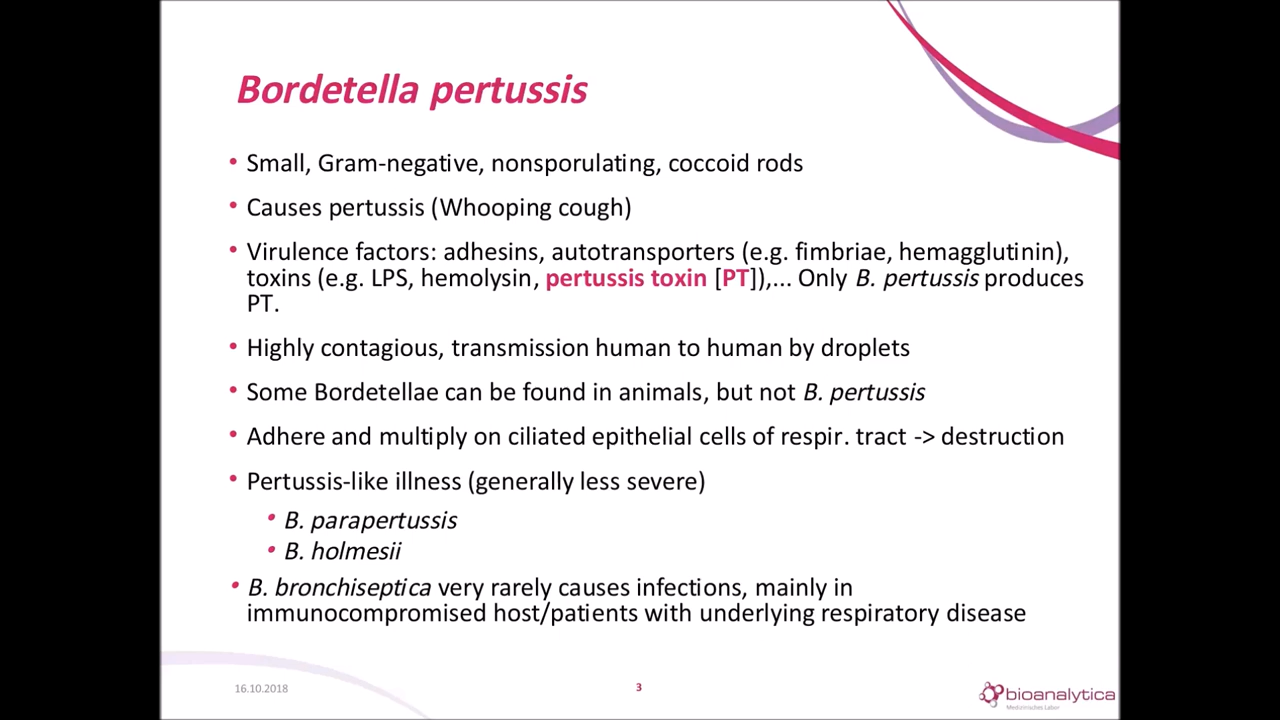 Bordetella pertussis
• Small, Gram-negative, nonsporulating, coccoid rods
• Causes pertussis (Whooping cough)
• Virulence factors: adhesins, autotransporters (e.g. fimbriae, hemagglutinin),
toxins (e.g. LPS, hemolysin, pertussis toxin [PT]),... Only B. pertussis produces
PT.
• Highly contagious, transmission human to human by droplets
• Some Bordetellae can be found in animals, but not B. pertussis
• Adhere and multiply on ciliated epithelial cells of respir. tract -> destruction
• Pertussis-like illness (generally less severe)
• B. parapertussis
• B. holmesii
• B. bronchiseptica very rarely causes infections, mainly in
immunocompromised host/patients with underlying respiratory disease
16.10.2018
3
bioanalytica
Medizinisches Labor